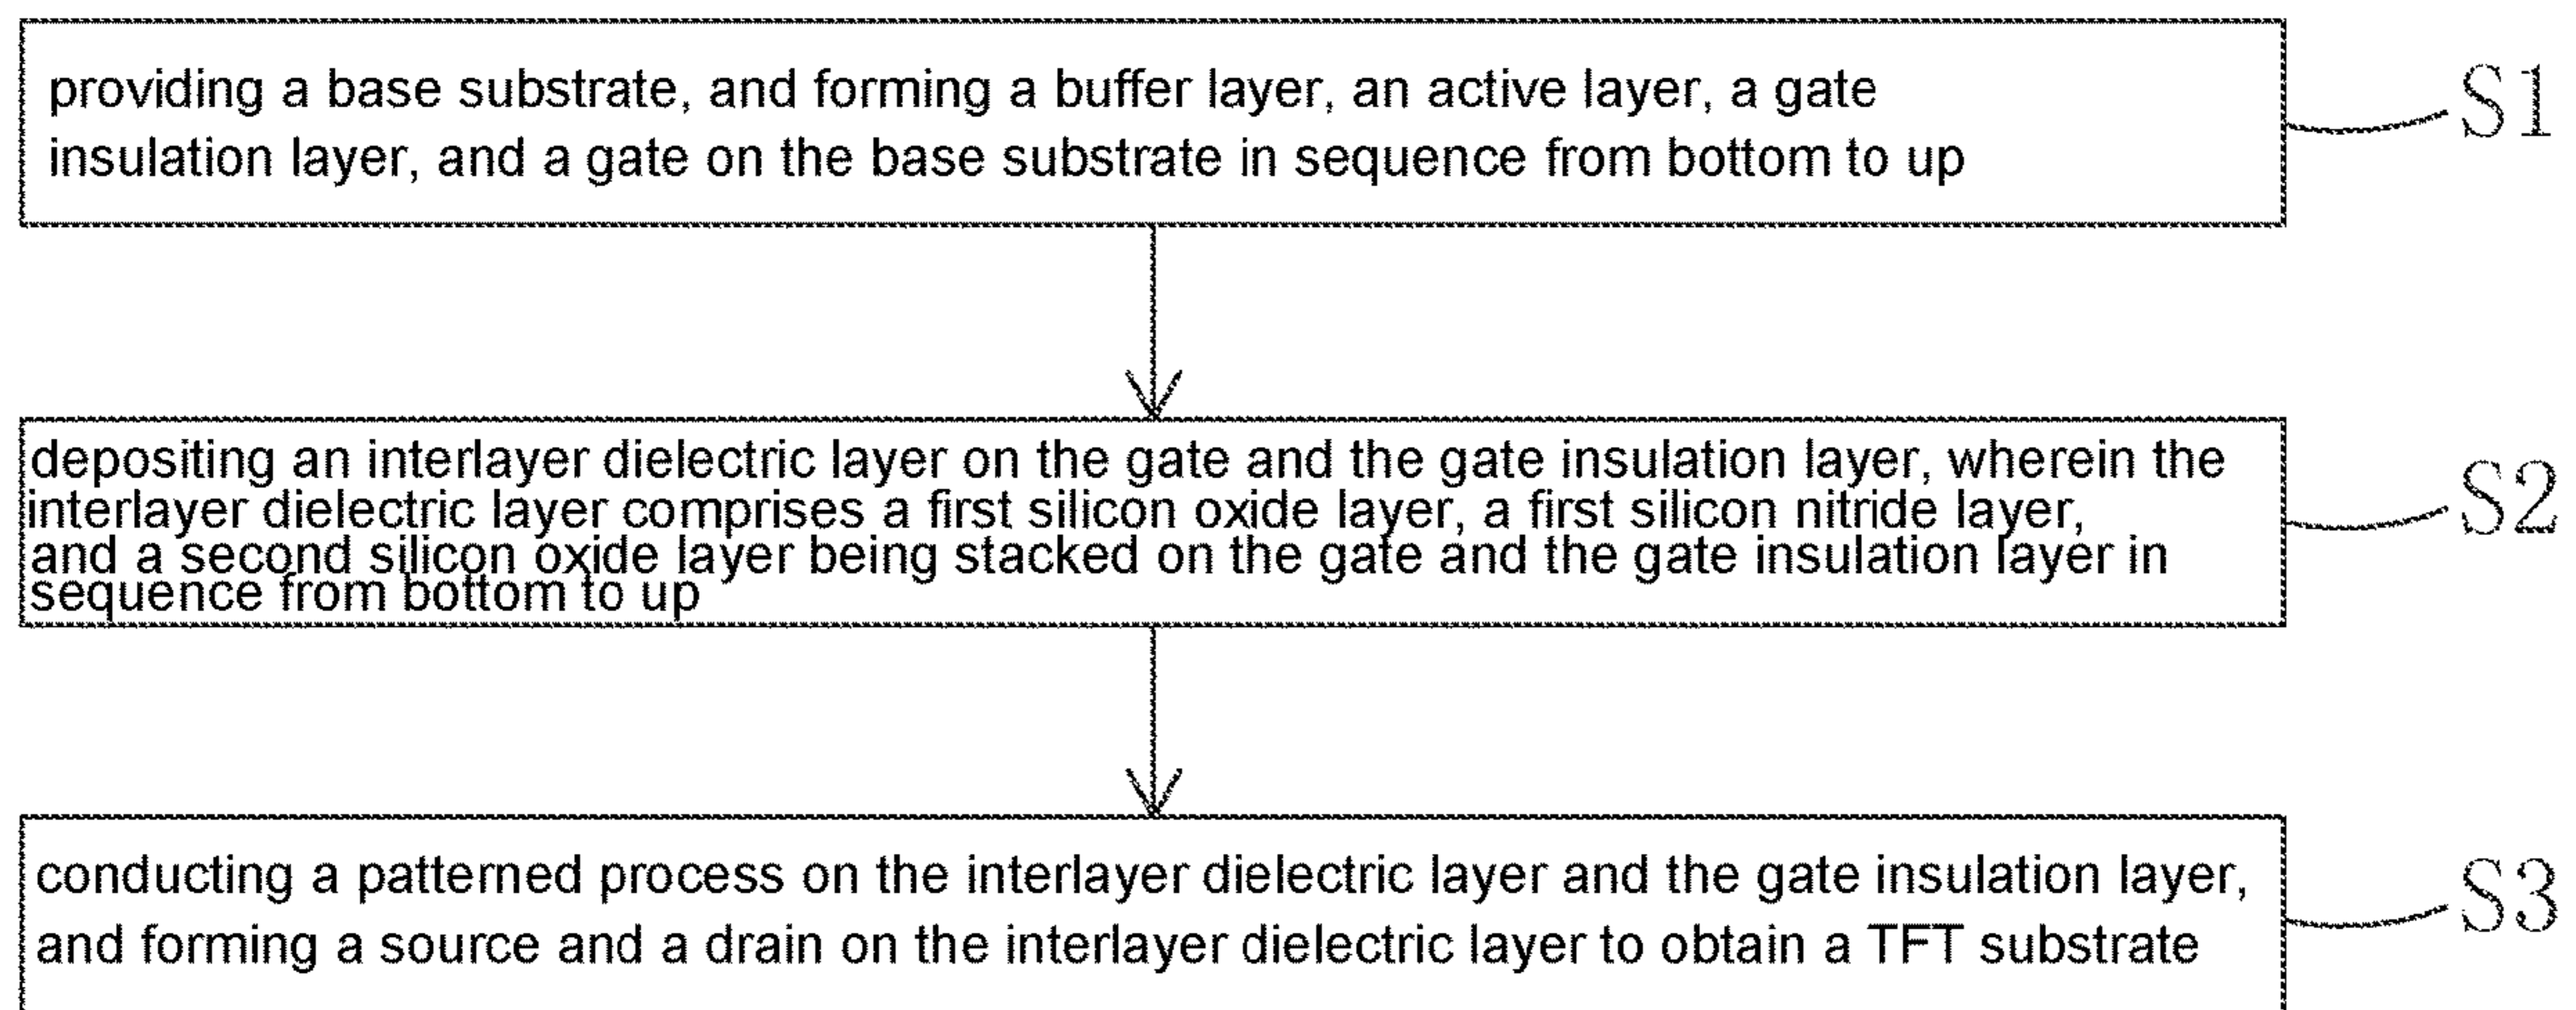 providing a base substrate, and forming a buffer layer, an active layer, a gate
insulation layer, and a gate on the base substrate in sequence from bottom to up
S1
depositing an interlayer dielectric layer on the gate and the gate insulation layer, wherein the
interlayer dielectric layer comprises a first silicon oxide layer, a first silicon nitride layer,
and a second silicon oxide layer being stacked on the gate and the gate insulation layer in
sequence from bottom to up
S2
conducting a patterned process on the interlayer dielectric layer and the gate insulation layer,
and forming a source and a drain on the interlayer dielectric layer to obtain a TFT substrate
S3